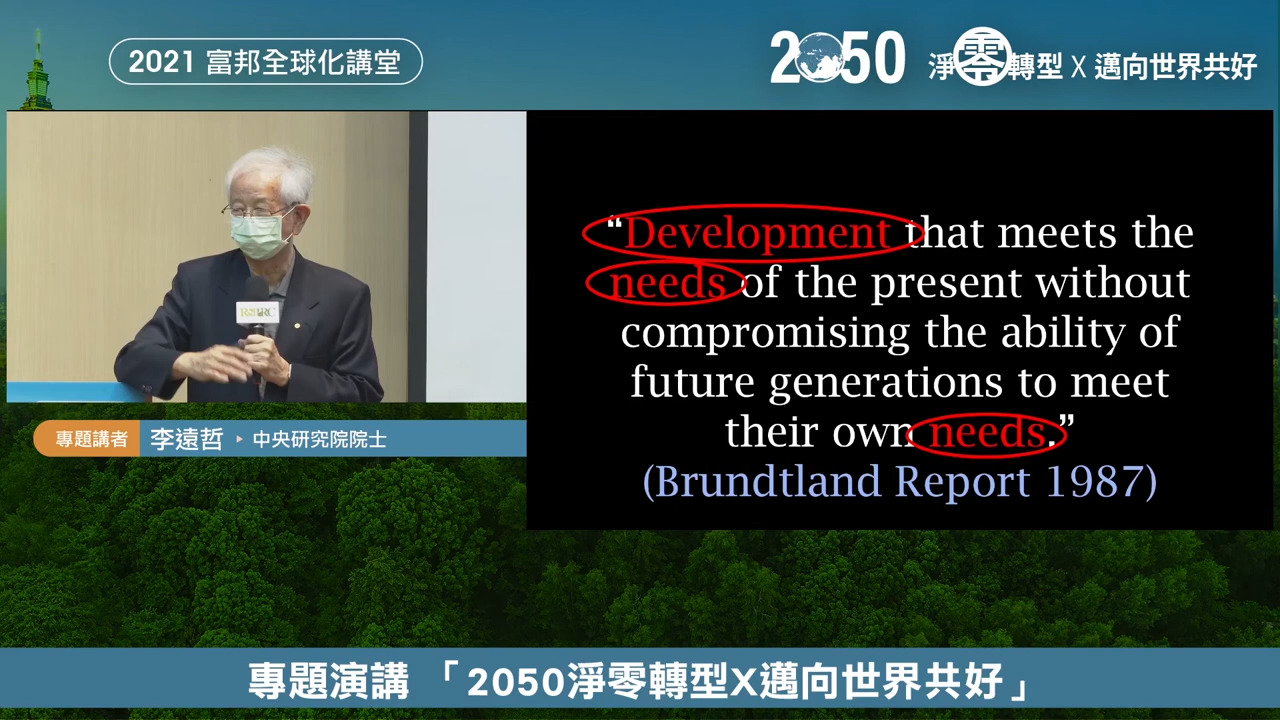 2021 富邦全球化講堂
2050 淨零轉型 X 邁向世界共好
“Development that meets the
needs of the present without
compromising the ability of
future generations to meet
their own needs.”
(Brundtland Report 1987)
專題講者 李遠哲 ▸ 中央研究院院士
專題演講 「2050淨零轉型X邁向世界共好」